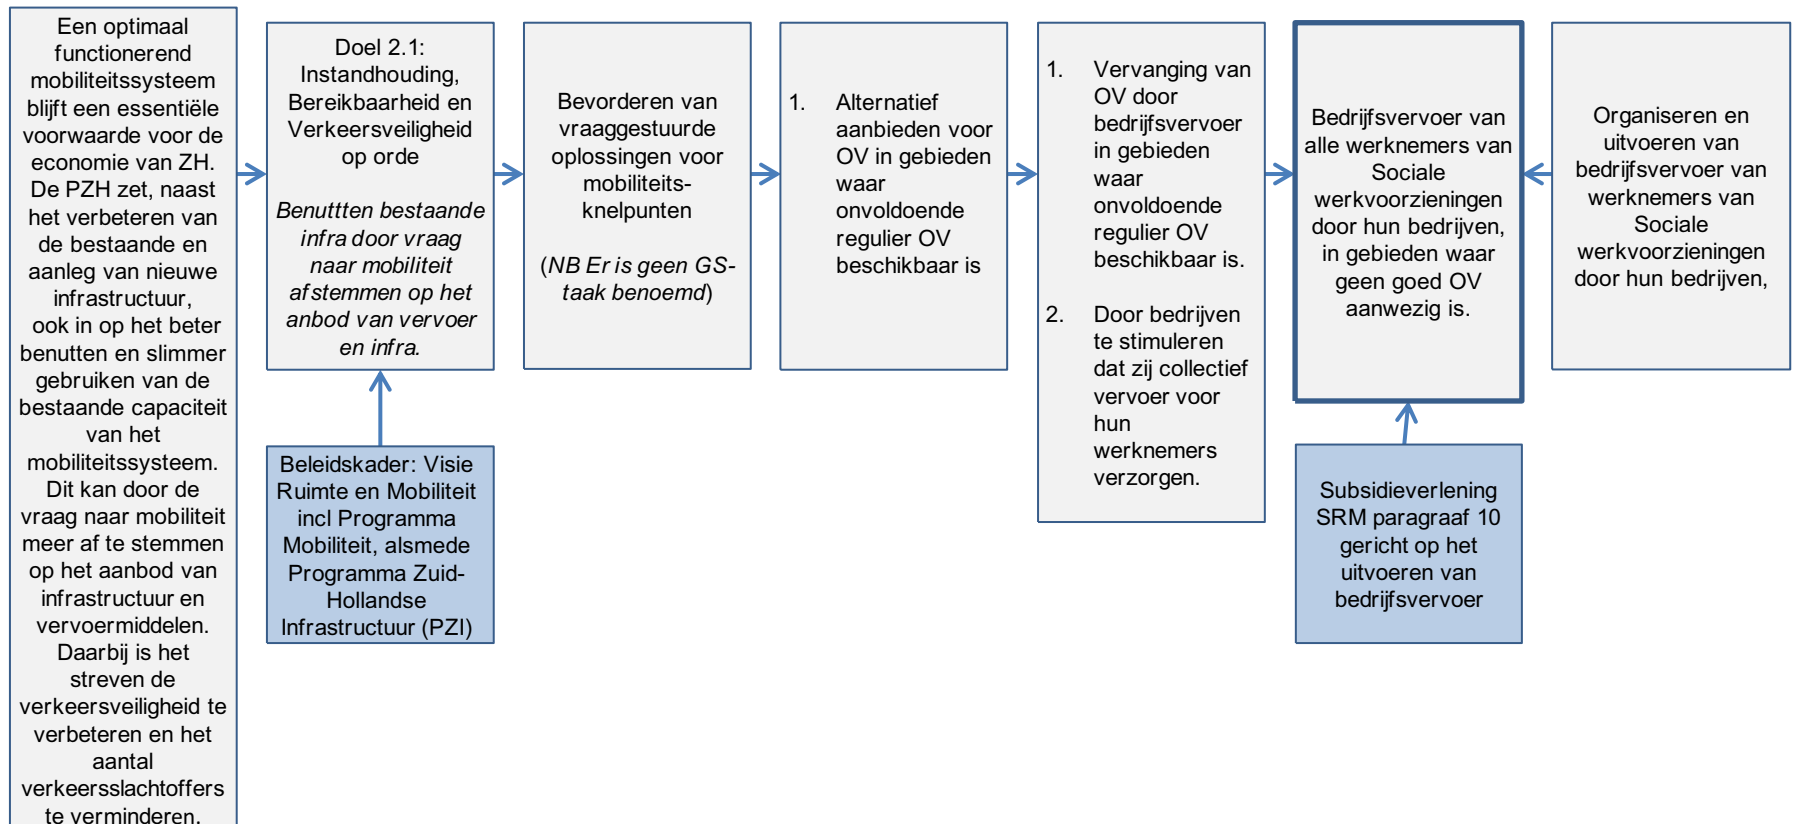 Een optimaal
functionerend
mobiliteitssysteem
blijft een essentiële
voorwaarde voor de
economie van ZH.
De PZH zet, naast
het verbeteren van
de bestaande en
aanleg van nieuwe
infrastructuur,
ook in op het beter
benutten en slimmer
gebruiken van de
bestaande capaciteit
van het
mobiliteitssysteem.
Dit kan door de
vraag naar mobiliteit
meer af te stemmen
op het aanbod van
infrastructuur en
vervoermiddelen.
Daarbij is het
streven de
verkeersveiligheid te
verbeteren en het
aantal
verkeersslachtoffers
te verminderen.
Doel 2.1:
Instandhouding,
Bereikbaarheid en
Verkeersveiligheid
op orde
Benuttten bestaande
infra door vraag
naar mobiliteit
afstemmen op het
anbod van vervoer
en infra.
Beleidskader: Visie
Ruimte en Mobiliteit
incl Programma
Mobiliteit, alsmede
Programma Zuid-
Hollandse
Infrastructuur (PZI)
Bevorderen van
vraaggestuurde
oplossingen voor
mobiliteits-
knelpunten
(NB Er is geen GS-
taak benoemd)
1. Alternatief
aanbieden voor
OV in gebieden
waar
onvoldoende
regulier OV
beschikbaar is
1. Vervanging van
OV door
bedrijfsvervoer
in gebieden
waar
onvoldoende
regulier OV
beschikbaar is.
2. Door bedrijven
te stimuleren
dat zij collectief
vervoer voor
hun
werknemers
verzorgen.
Bedrijfsvervoer van
alle werknemers van
Sociale
werkvoorzieningen
door hun bedrijven,
in gebieden waar
geen goed OV
aanwezig is.
Subsidieverlening
SRM paragraaf 10
gericht op het
uitvoeren van
bedrijfsvervoer
Organiseren en
uitvoeren van
bedrijfsvervoer van
werknemers van
Sociale
werkvoorzieningen
door hun bedrijven,